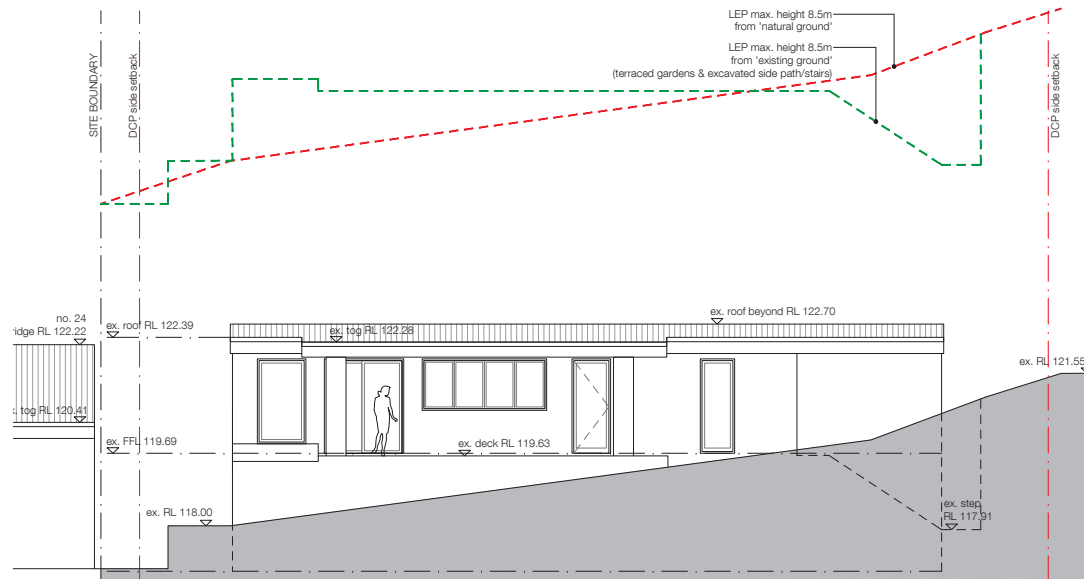 LEP max. height 8.5m
from 'natural ground'
LEP max. height 8.5m
from 'existing ground'
(terraced gardens & excavated side path/stairs)
SITE BOUNDARY
DCP side setback
DCP side setback
no. 24
ridge RL 122.22
ex. roof RL 122.39
ex. tog RL 122.28
ex. roof beyond RL 122.70
ex. RL 121.55
ex. tog RL 120.41
ex. FFL 119.69
ex. deck RL 119.63
ex. RL 118.00
ex. step
RL 117.91